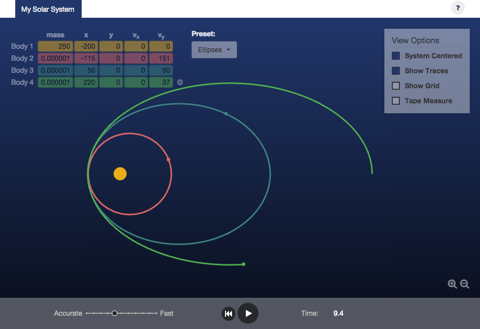 My Solar System
?
mass x y vx vy
Preset:
Body 1 250 -200 0 0 0
Body 2 0.000001 -115 0 0 151
Body 3 0.000001 50 0 0 60
Body 4 0.000001 220 0 0 37
Ellipses
View Options
System Centered
Show Traces
Show Grid
Tape Measure
Accurate Fast Time: 9.4